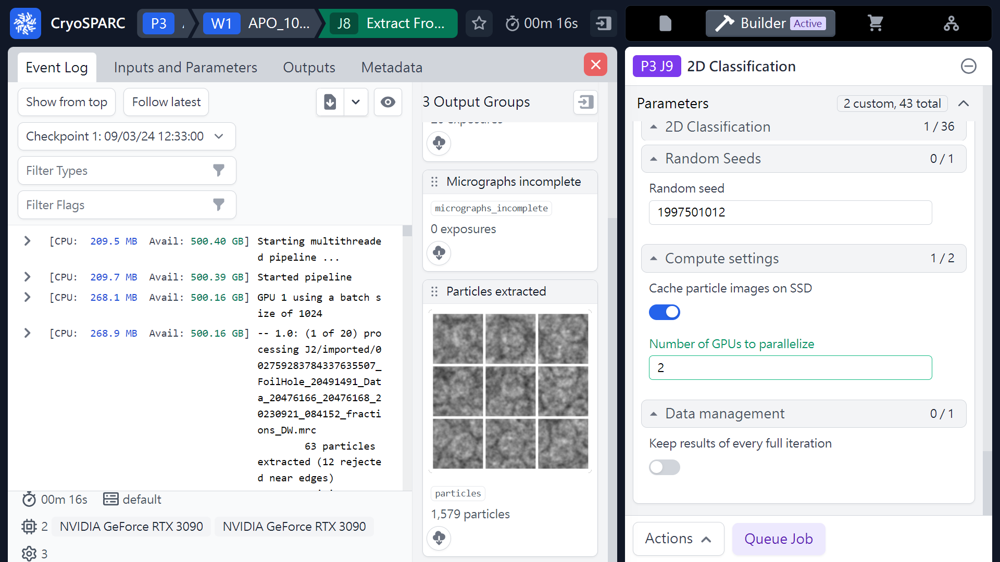 CryoSPARC
P3
W1 APO_10...
J8 Extract Fro...
00m 16s
Builder Active
Event Log
Inputs and Parameters
Outputs
Metadata
Show from top
Follow latest
Checkpoint 1: 09/03/24 12:33:00
Filter Types
Filter Flags
[CPU: 209.5 MB Avail: 500.40 GB] Starting multithreade
d pipeline ...
[CPU: 209.7 MB Avail: 500.39 GB] Started pipeline
[CPU: 268.1 MB Avail: 500.16 GB] GPU 1 using a batch s
ize of 1024
[CPU: 268.9 MB Avail: 500.16 GB] -- 1.0: (1 of 20) pro
cessing J2/imported/0
02759283784337635507_
FoilHole_20491491_Dat
a_20476166_20476168_2
0230921_084152_fracti
ons_DW.mrc
63 particles
extracted (12 rejecte
d near edges)
00m 16s
default
2 NVIDIA GeForce RTX 3090 NVIDIA GeForce RTX 3090
3
3 Output Groups
20 exposures
Micrographs incomplete
micrographs_incomplete
0 exposures
Particles extracted
particles
1,579 particles
P3 J9 2D Classification
Parameters
2 custom, 43 total
2D Classification 1 / 36
Random Seeds 0 / 1
Random seed
1997501012
Compute settings 1 / 2
Cache particle images on SSD
Number of GPUs to parallelize
2
Data management 0 / 1
Keep results of every full iteration
Actions
Queue Job